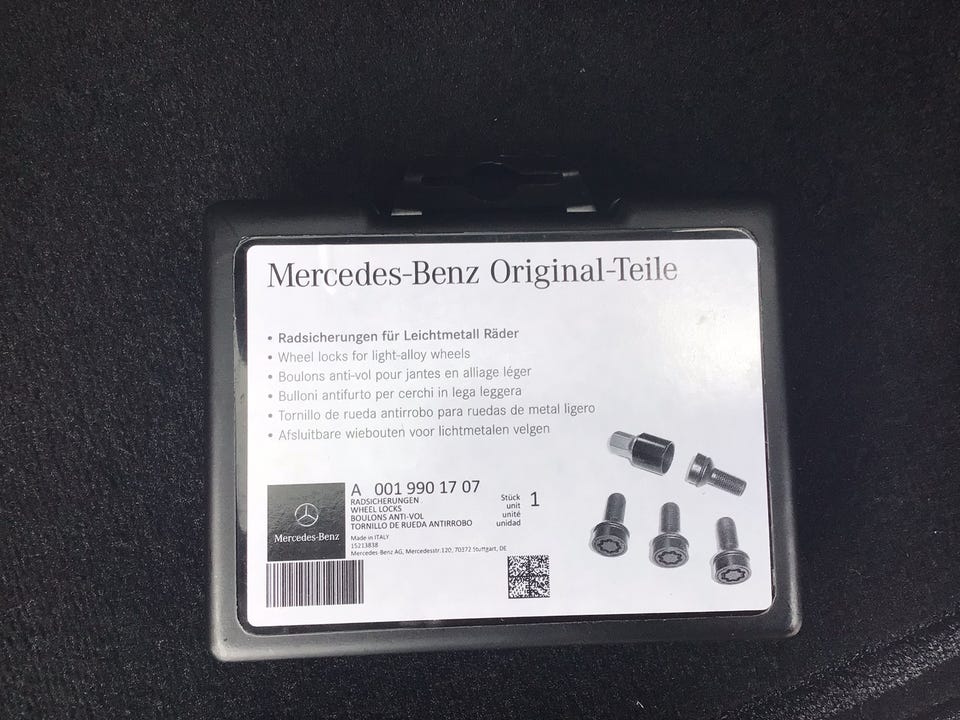 Mercedes-Benz Original-Teile
• Radsicherungen für Leichtmetall Räder
• Wheel locks for light-alloy wheels
• Boulons anti-vol pour jantes en alliage léger
• Bulloni antifurto per cerchi in lega leggera
• Tornillo de rueda antirrobo para ruedas de metal ligero
• Afsluitbare wiebouten voor lichtmetalen velgen
Mercedes-Benz
A 001 990 17 07
RADSICHERUNGEN
WHEEL LOCKS
BOULONS ANTI-VOL
TORNILLO DE RUEDA ANTIRROBO
Made in ITALY
15213838
Mercedes-Benz AG, Mercedesstr.120, 70372 Stuttgart, DE
Stück
unit 1
unité
unidad